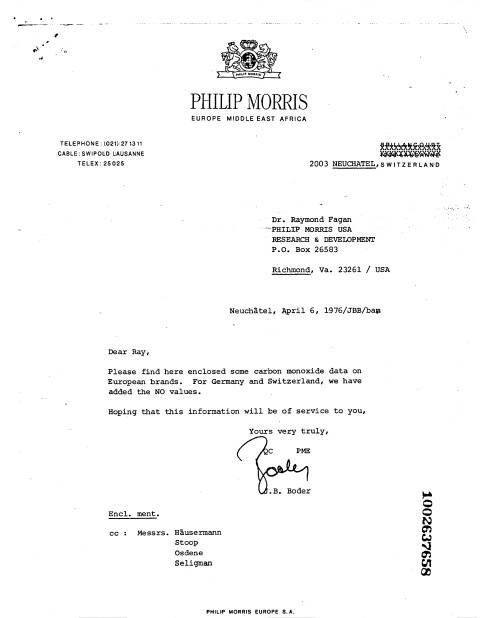 PHILIP MORRIS
PHILIP MORRIS
EUROPE MIDDLE EAST AFRICA
TELEPHONE: (021) 27 13 11
CABLE: SWIPOLD LAUSANNE
TELEX: 25025
BRILLANCOURT
1000 LAUSANNE
2003 NEUCHATEL, SWITZERLAND
Dr. Raymond Fagan
PHILIP MORRIS USA
RESEARCH & DEVELOPMENT
P.O. Box 26583
Richmond, Va. 23261 / USA
Neuchâtel, April 6, 1976/JBB/bam
Dear Ray,
Please find here enclosed some carbon monoxide data on
European brands. For Germany and Switzerland, we have
added the NO values.
Hoping that this information will be of service to you,
Yours very truly,
QC PME
J.B. Boder
Encl. ment.
cc : Messrs. Häusermann
Stoop
Osdene
Seligman
1002637658
PHILIP MORRIS EUROPE S.A.